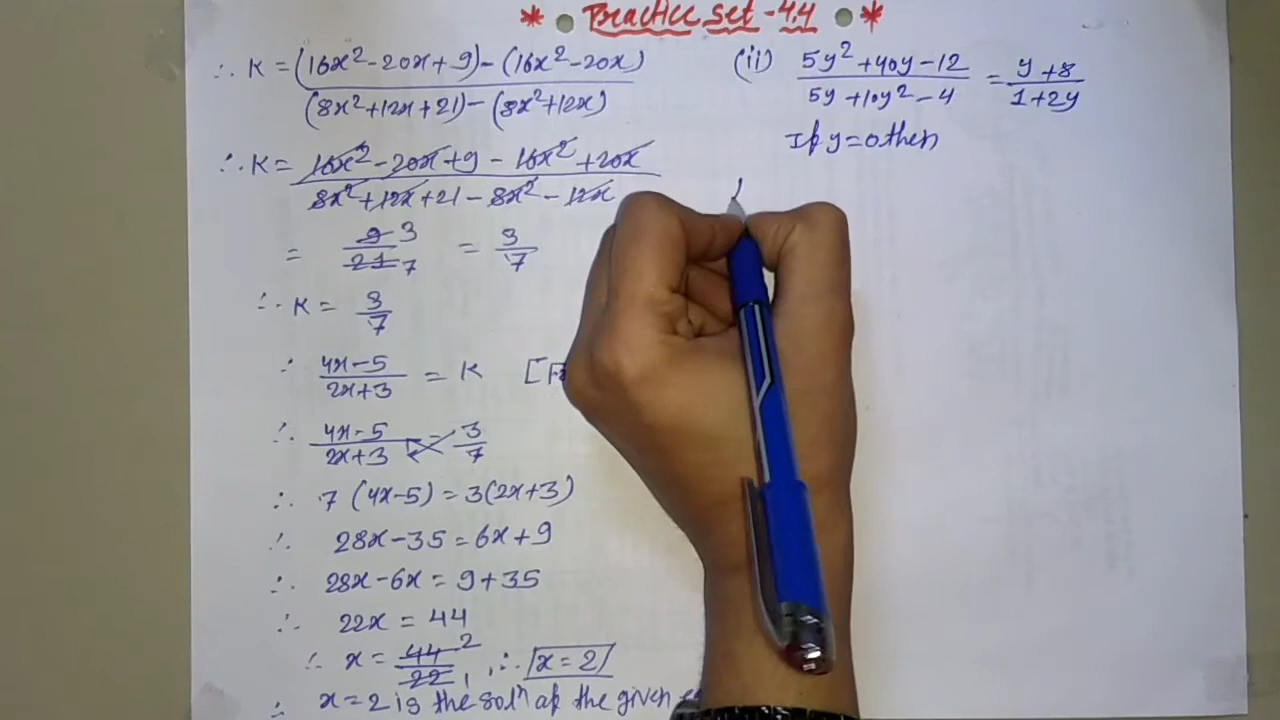 Practice set-4.4
∴ K = (16x²-20x+9)-(16x²-20x) / (8x²+12x+21)-(8x²+12x)
∴ K = 16x²-20x+9-16x²+20x / 8x²+12x+21-8x²-12x
= 9 3 / 21 7 = 3/7
∴ K = 3/7
∴ 4x-5 / 2x+3 = K [
∴ 4x-5 / 2x+3 = 3/7
∴ 7(4x-5) = 3(2x+3)
∴ 28x-35 = 6x+9
∴ 28x-6x = 9+35
∴ 22x = 44
∴ x = 44 2 / 22 1 , ∴ x=2
∴ x=2 is the solⁿ of the given
(ii) 5y²+40y-12 / 5y+10y²-4 = y+8 / 1+2y
If y=0 then